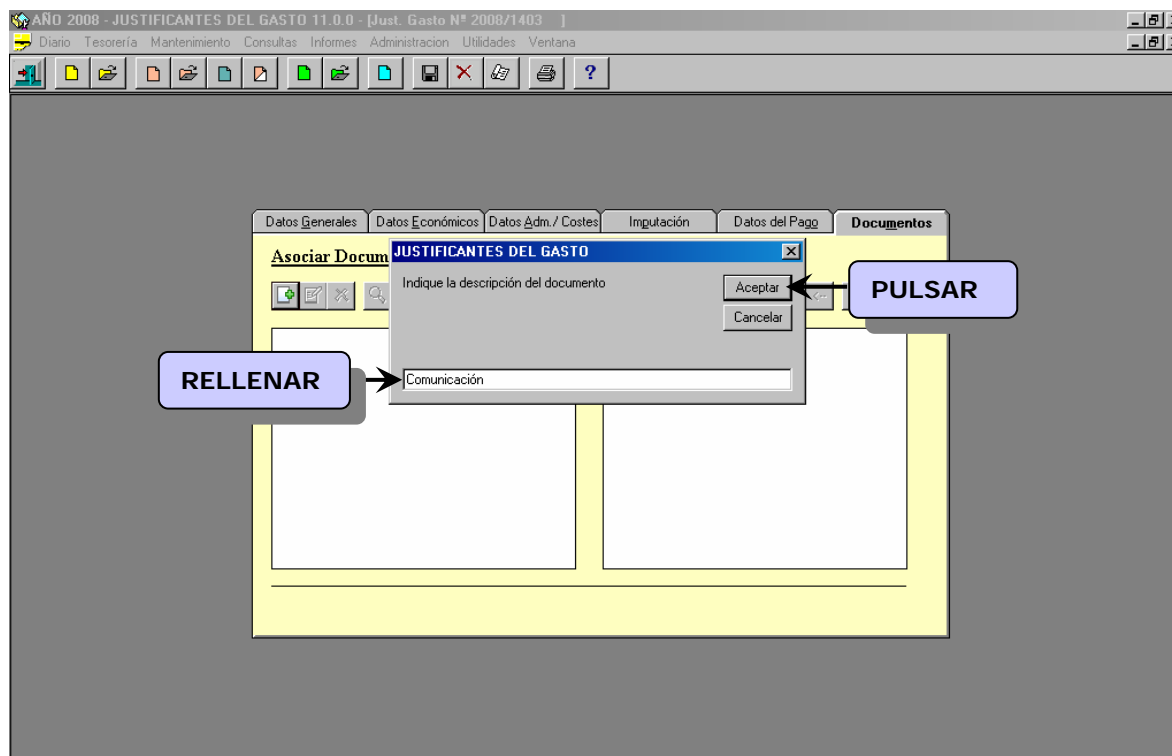 AÑO 2008 - JUSTIFICANTES DEL GASTO 11.0.0 - [Just. Gasto Nº 2008/1403 ]
Diario Tesorería Mantenimiento Consultas Informes Administracion Utilidades Ventana
?
Datos Generales Datos Económicos Datos Adm./ Costes Imputación Datos del Pago Documentos
Asociar Docum
JUSTIFICANTES DEL GASTO
Indique la descripción del documento
Aceptar
PULSAR
Cancelar
RELLENAR
Comunicación